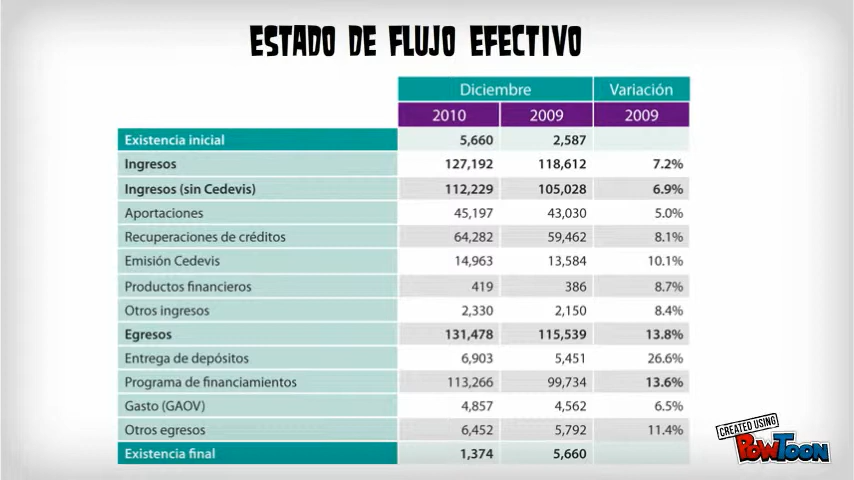 ESTADO DE FLUJO EFECTIVO
Diciembre Variación
2010 2009 2009
Existencia inicial 5,660 2,587
Ingresos 127,192 118,612 7.2%
Ingresos (sin Cedevis) 112,229 105,028 6.9%
Aportaciones 45,197 43,030 5.0%
Recuperaciones de créditos 64,282 59,462 8.1%
Emisión Cedevis 14,963 13,584 10.1%
Productos financieros 419 386 8.7%
Otros ingresos 2,330 2,150 8.4%
Egresos 131,478 115,539 13.8%
Entrega de depósitos 6,903 5,451 26.6%
Programa de financiamientos 113,266 99,734 13.6%
Gasto (GAOV) 4,857 4,562 6.5%
Otros egresos 6,452 5,792 11.4%
Existencia final 1,374 5,660
CREATED USING
POWTOON